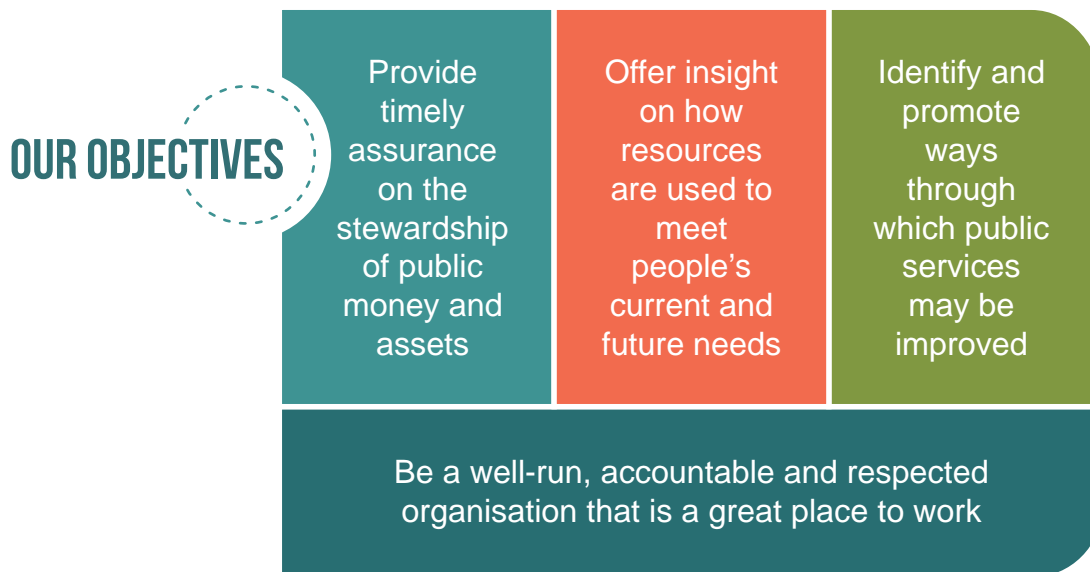 OUR OBJECTIVES
Provide
timely
assurance
on the
stewardship
of public
money and
assets
Offer insight
on how
resources
are used to
meet
people’s
current and
future needs
Identify and
promote
ways
through
which public
services
may be
improved
Be a well-run, accountable and respected
organisation that is a great place to work